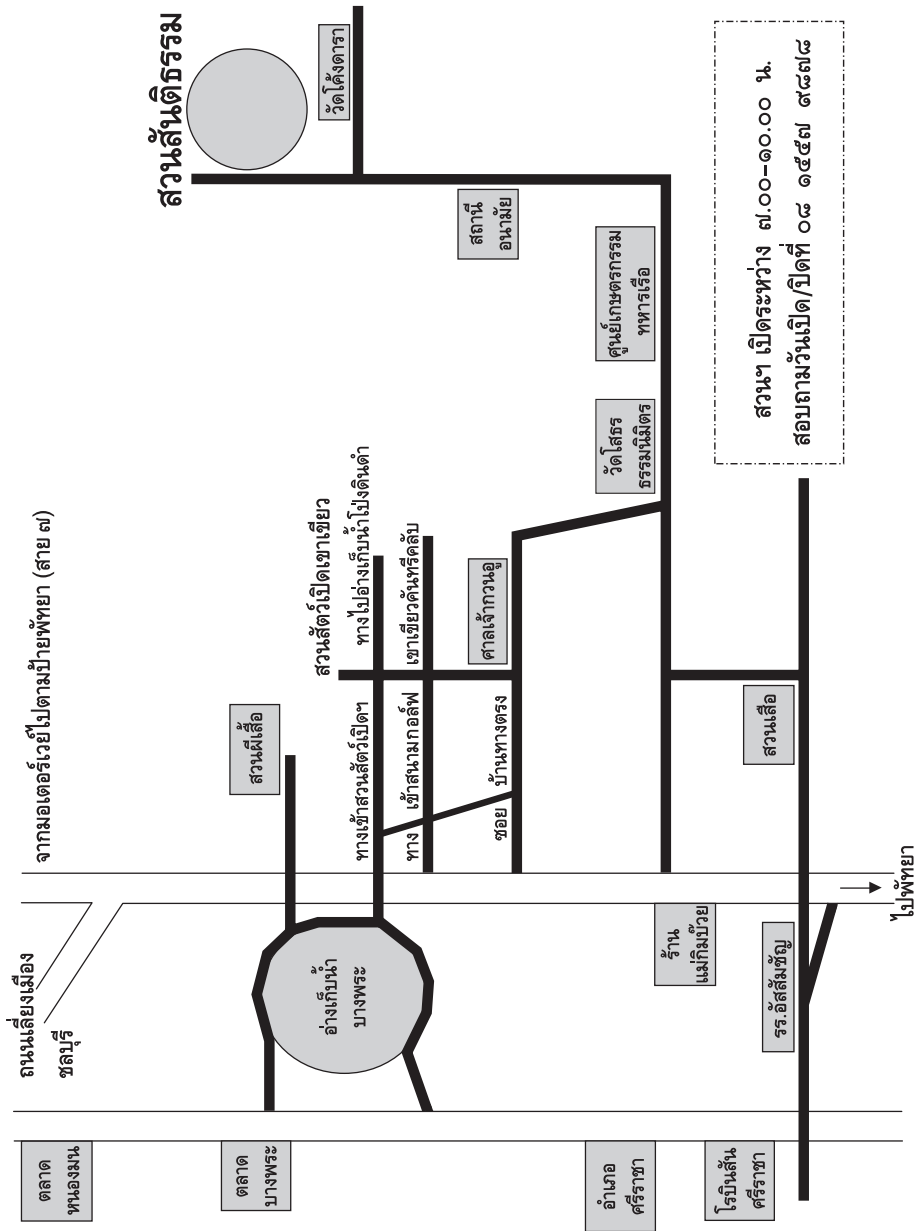 สวนสันติธรรม
วัดโค้งดารา
สถานี
อนามัย
ศูนย์เกษตรกรรม
ทหารเรือ
วัดโสธร
ธรรมนิมิตร
สวนฯ เปิดระหว่าง ๗.๐๐-๑๐.๐๐ น.
สอบถามวันเปิด/ปิดที่ ๐๘ ๑๕๕๗ ๙๘๗๘
จากมอเตอร์เวย์ไปตามป้ายพัทยา (สาย ๗)
สวนผีเสื้อ
สวนสัตว์เปิดเขาเขียว
ทางเข้าสวนสัตว์เปิดฯ
ทางไปอ่างเก็บน้ำโป่งดินดำ
ทาง เข้าสนามกอล์ฟ
เขาเขียวคันทรีคลับ
ศาลเจ้ากวนอู
ซอย บ้านทางตรง
สวนเสือ
ถนนเลี่ยงเมือง
ชลบุรี
อ่างเก็บน้ำ
บางพระ
ร้าน
แม่กิมบ๊วย
รร.อัสสัมชัญ
ไปพัทยา
ตลาด
หนองมน
ตลาด
บางพระ
อำเภอ
ศรีราชา
โรบินสัน
ศรีราชา